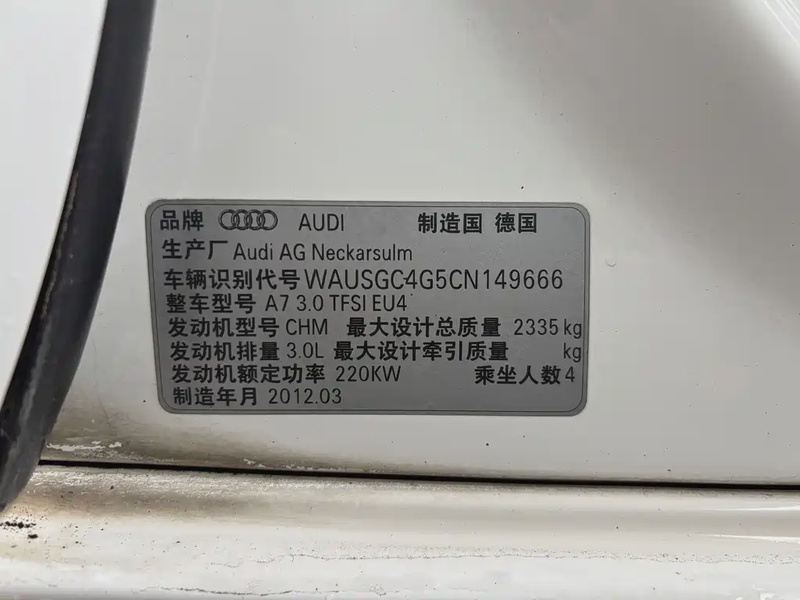 品牌 AUDI 制造国 德国
生产厂 Audi AG Neckarsulm
车辆识别代号 WAUSGC4G5CN149666
整车型号 A7 3.0 TFSI EU4
发动机型号 CHM 最大设计总质量 2335 kg
发动机排量 3.0L 最大设计牵引质量 kg
发动机额定功率 220KW 乘坐人数 4
制造年月 2012.03